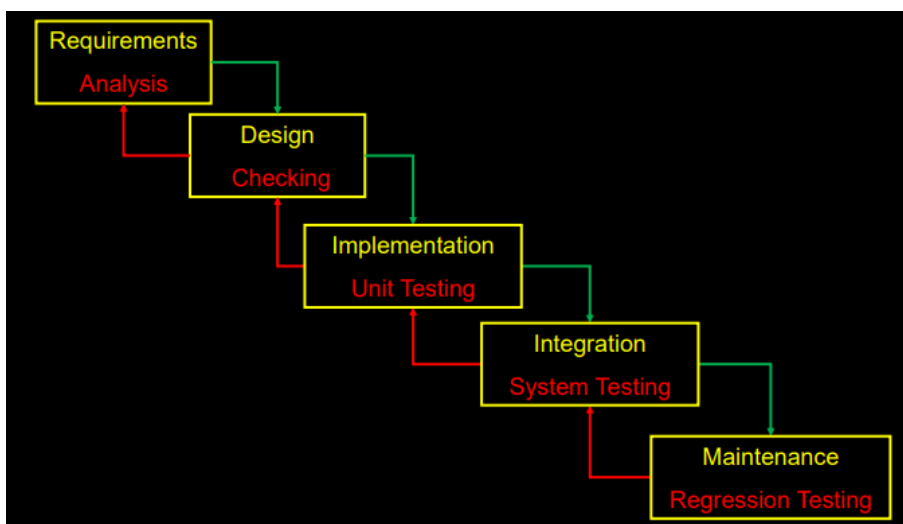 Requirements
Analysis
Design
Checking
Implementation
Unit Testing
Integration
System Testing
Maintenance
Regression Testing